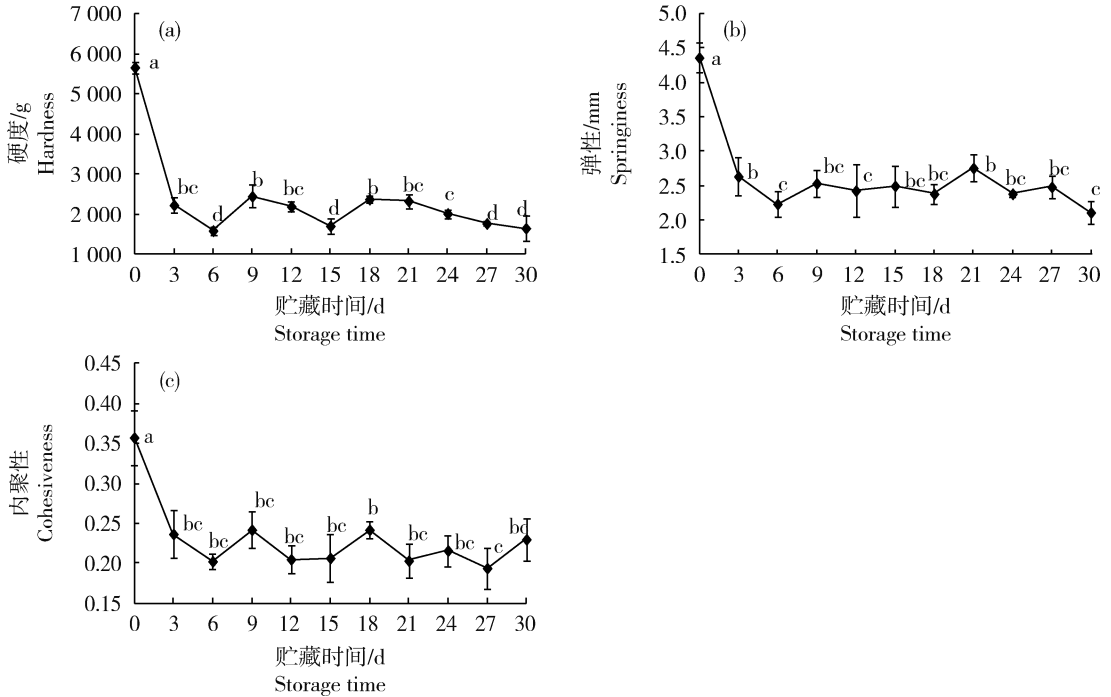 (a)
7 000
6 000
5 000
4 000
3 000
2 000
1 000
硬度/g
Hardness
a
bc
d
b
bc
d
b
bc
c
d
d
0 3 6 9 12 15 18 21 24 27 30
贮藏时间/d
Storage time
(b)
5.0
4.5
4.0
3.5
3.0
2.5
2.0
1.5
弹性/mm
Springiness
a
b
c
bc
c
bc
bc
b
bc
bc
c
0 3 6 9 12 15 18 21 24 27 30
贮藏时间/d
Storage time
(c)
0.45
0.40
0.35
0.30
0.25
0.20
0.15
内聚性
Cohesiveness
a
bc
bc
bc
bc
bc
b
bc
bc
c
bc
0 3 6 9 12 15 18 21 24 27 30
贮藏时间/d
Storage time